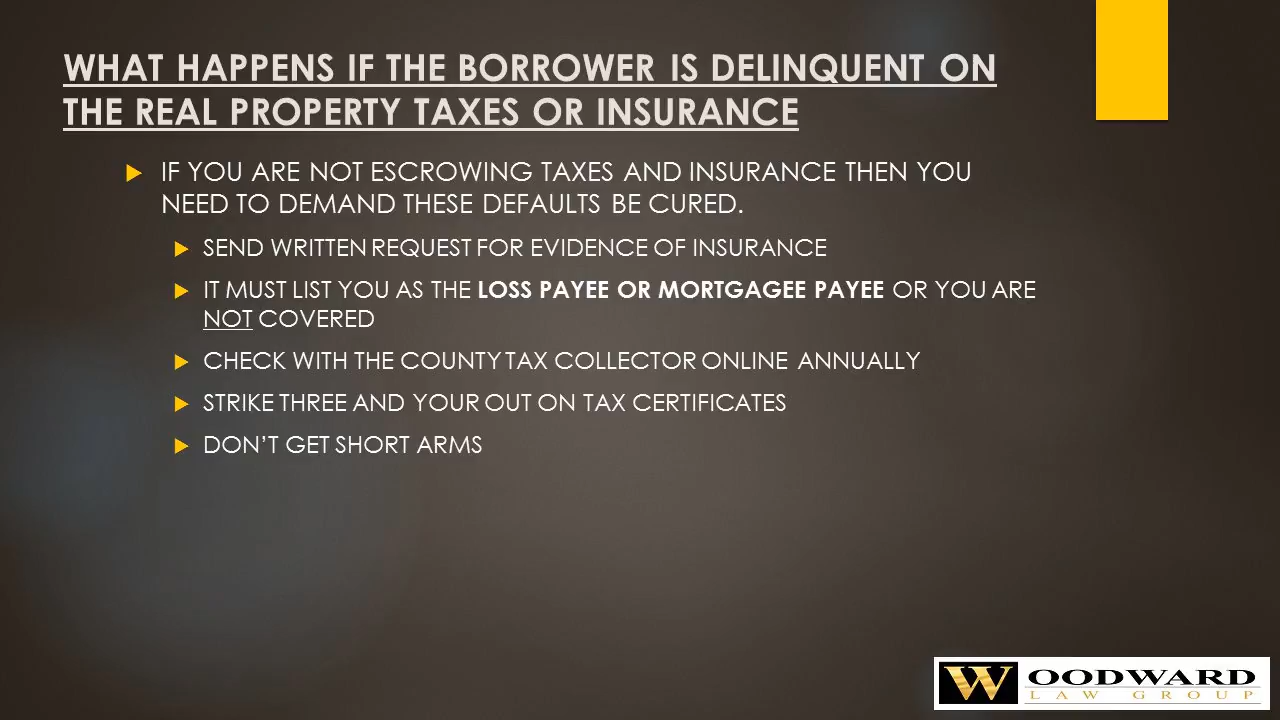 WHAT HAPPENS IF THE BORROWER IS DELINQUENT ON
THE REAL PROPERTY TAXES OR INSURANCE
IF YOU ARE NOT ESCROWING TAXES AND INSURANCE THEN YOU
NEED TO DEMAND THESE DEFAULTS BE CURED.
SEND WRITTEN REQUEST FOR EVIDENCE OF INSURANCE
IT MUST LIST YOU AS THE LOSS PAYEE OR MORTGAGEE PAYEE OR YOU ARE
NOT COVERED
CHECK WITH THE COUNTY TAX COLLECTOR ONLINE ANNUALLY
STRIKE THREE AND YOUR OUT ON TAX CERTIFICATES
DON'T GET SHORT ARMS
WOODWARD
LAW GROUP